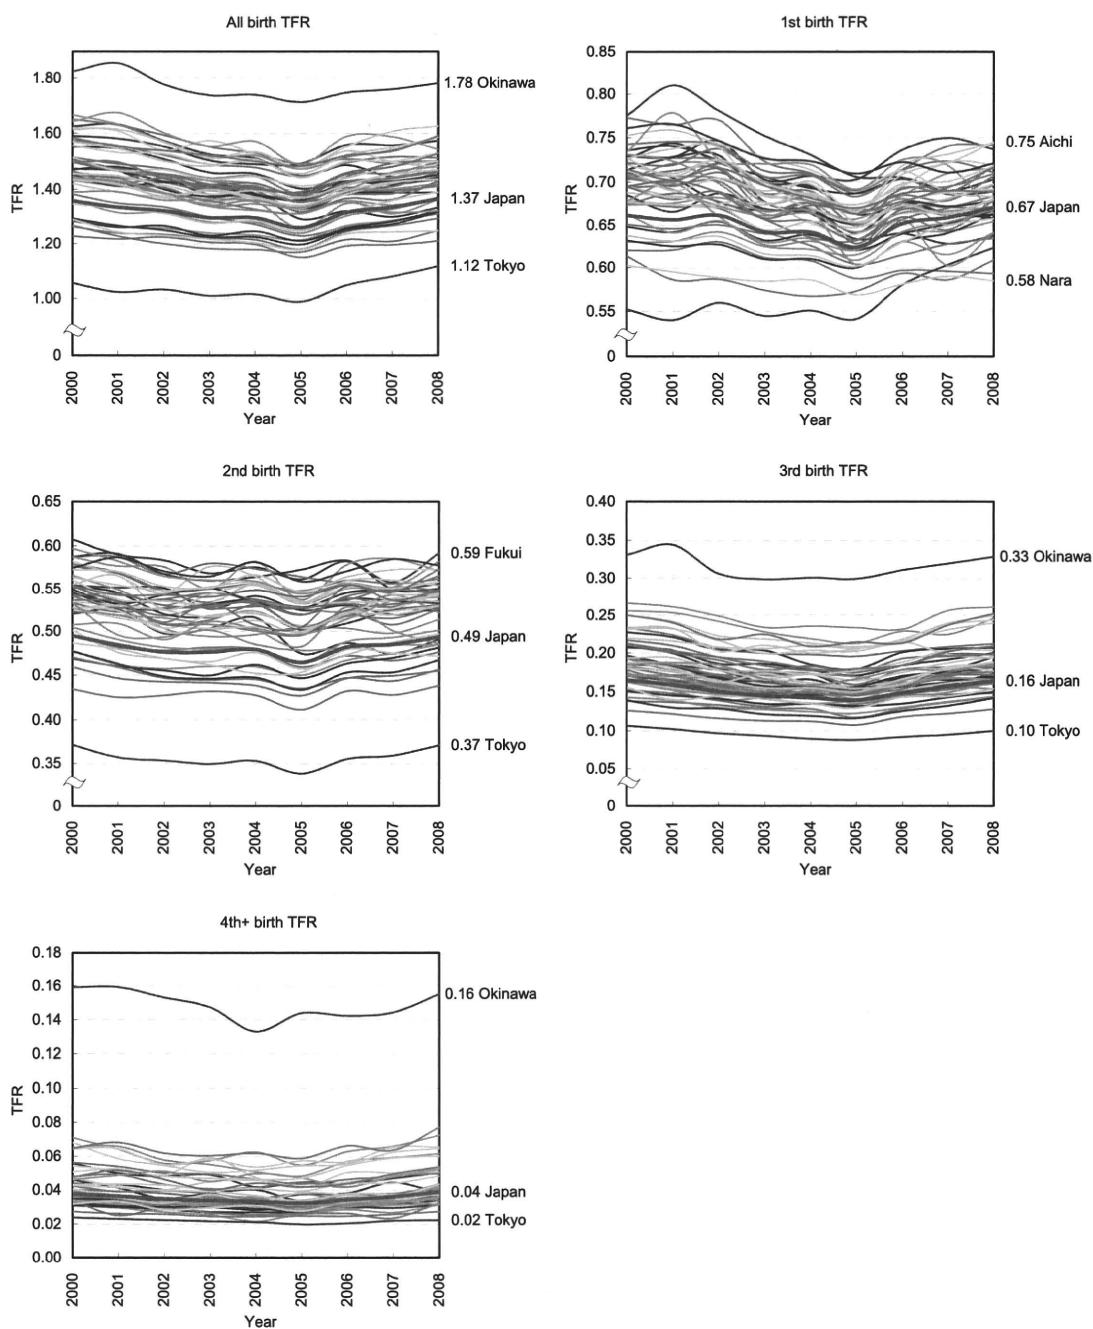 All birth TFR
1.80
1.60
1.40
1.20
1.00
0
TFR
1.78 Okinawa
1.37 Japan
1.12 Tokyo
2000
2001
2002
2003
2004
2005
2006
2007
2008
Year
1st birth TFR
0.85
0.80
0.75
0.70
0.65
0.60
0.55
0
TFR
0.75 Aichi
0.67 Japan
0.58 Nara
2000
2001
2002
2003
2004
2005
2006
2007
2008
Year
2nd birth TFR
0.65
0.60
0.55
0.50
0.45
0.40
0.35
0
TFR
0.59 Fukui
0.49 Japan
0.37 Tokyo
2000
2001
2002
2003
2004
2005
2006
2007
2008
Year
3rd birth TFR
0.40
0.35
0.30
0.25
0.20
0.15
0.10
0.05
0
TFR
0.33 Okinawa
0.16 Japan
0.10 Tokyo
2000
2001
2002
2003
2004
2005
2006
2007
2008
Year
4th+ birth TFR
0.18
0.16
0.14
0.12
0.10
0.08
0.06
0.04
0.02
0.00
TFR
0.16 Okinawa
0.04 Japan
0.02 Tokyo
2000
2001
2002
2003
2004
2005
2006
2007
2008
Year